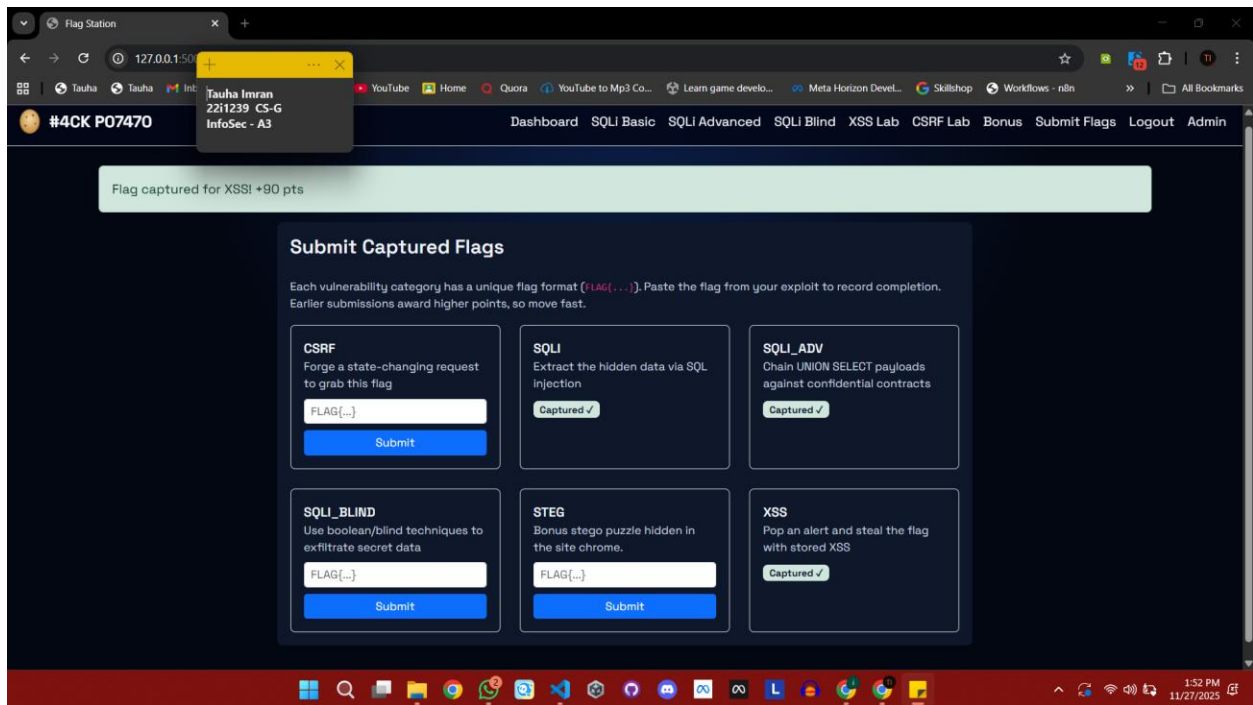 Flag Station
127.0.0.1:500
Tauha
Tauha
Int
YouTube
Home
Quora
YouTube to Mp3 Co...
Learn game develo...
Meta Horizon Devel...
Skillshop
Workflows - n8n
All Bookmarks
Tauha Imran
22i1239 CS-G
InfoSec - A3
#4CK P07470
Dashboard SQLi Basic SQLi Advanced SQLi Blind XSS Lab CSRF Lab Bonus Submit Flags Logout Admin
Flag captured for XSS! +90 pts
Submit Captured Flags
Each vulnerability category has a unique flag format (FLAG{...}). Paste the flag from your exploit to record completion.
Earlier submissions award higher points, so move fast.
CSRF
Forge a state-changing request
to grab this flag
FLAG{...}
Submit
SQLI
Extract the hidden data via SQL
injection
Captured ✓
SQLI_ADV
Chain UNION SELECT payloads
against confidential contracts
Captured ✓
SQLI_BLIND
Use boolean/blind techniques to
exfiltrate secret data
FLAG{...}
Submit
STEG
Bonus stego puzzle hidden in
the site chrome.
FLAG{...}
Submit
XSS
Pop an alert and steal the flag
with stored XSS
Captured ✓
1:52 PM
11/27/2025